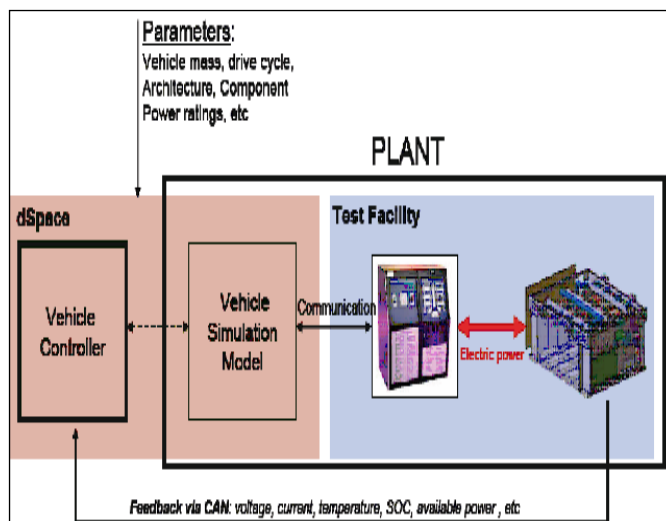 Parameters:
Vehicle mass, drive cycle,
Architecture, Component
Power ratings, etc
PLANT
dSpace
Test Facility
Vehicle
Controller
Vehicle
Simulation
Model
Communication
Electric power
Feedback via CAN: voltage, current, temperature, SOC, available power , etc